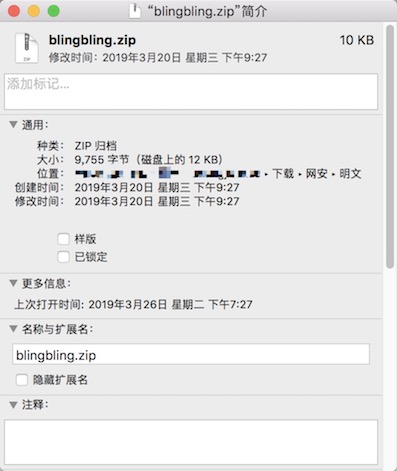 “blingbling.zip”简介
ZIP
blingbling.zip 10 KB
修改时间：2019年3月20日 星期三 下午9:27
添加标记...
通用：
种类：ZIP 归档
大小：9,755 字节（磁盘上的 12 KB）
位置： ▸ 下载 ▸ 网安 ▸ 明文
创建时间：2019年3月20日 星期三 下午9:27
修改时间：2019年3月20日 星期三 下午9:27
样版
已锁定
更多信息：
上次打开时间: 2019年3月26日 星期二 下午7:27
名称与扩展名：
blingbling.zip
隐藏扩展名
注释：